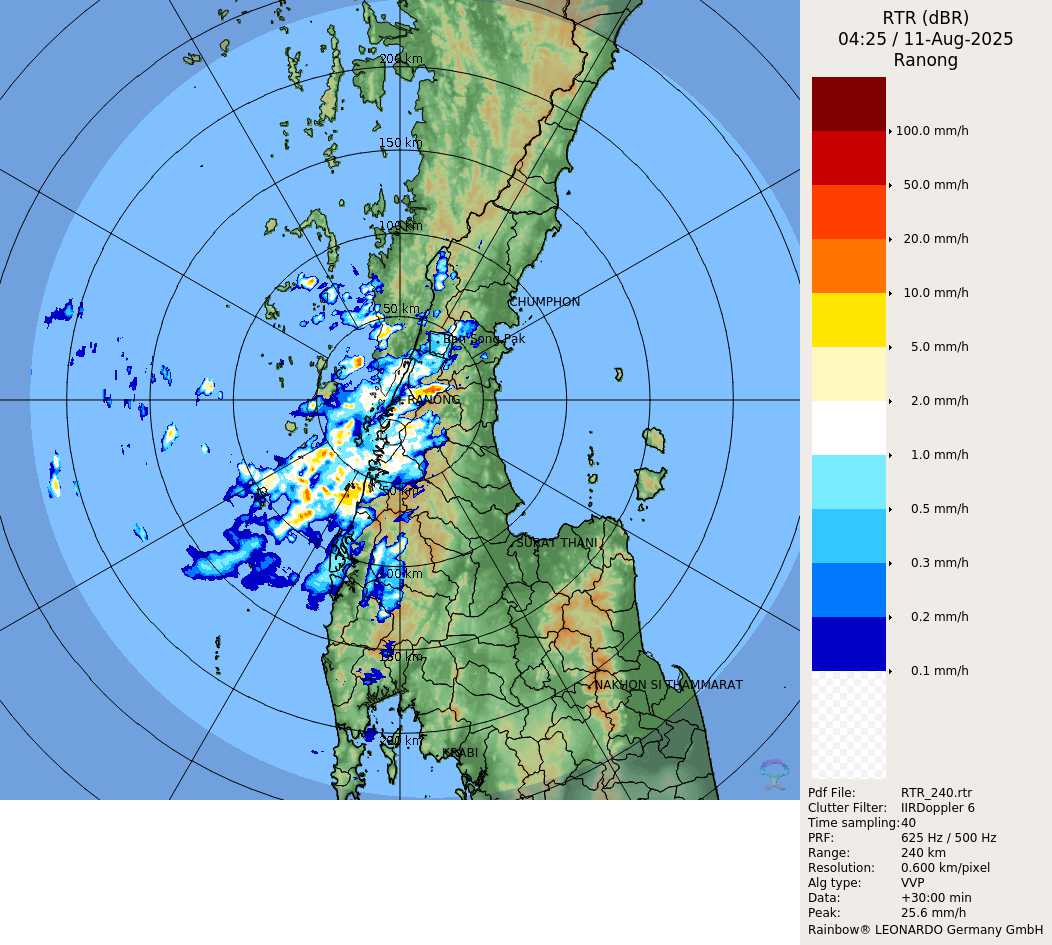 RTR (dBR)
04:25 / 11-Aug-2025
Ranong
200 km
150 km
100 km
50 km
CHUMPHON
Ban Song Pak
RANONG
50 km
SURAT THANI
100 km
150 km
NAKHON SI THAMMARAT
200 km
KRABI
100.0 mm/h
50.0 mm/h
20.0 mm/h
10.0 mm/h
5.0 mm/h
2.0 mm/h
1.0 mm/h
0.5 mm/h
0.3 mm/h
0.2 mm/h
0.1 mm/h
Pdf File: RTR_240.rtr
Clutter Filter: IIRDoppler 6
Time sampling:40
PRF: 625 Hz / 500 Hz
Range: 240 km
Resolution: 0.600 km/pixel
Alg type: VVP
Data: +30:00 min
Peak: 25.6 mm/h
Rainbow® LEONARDO Germany GmbH